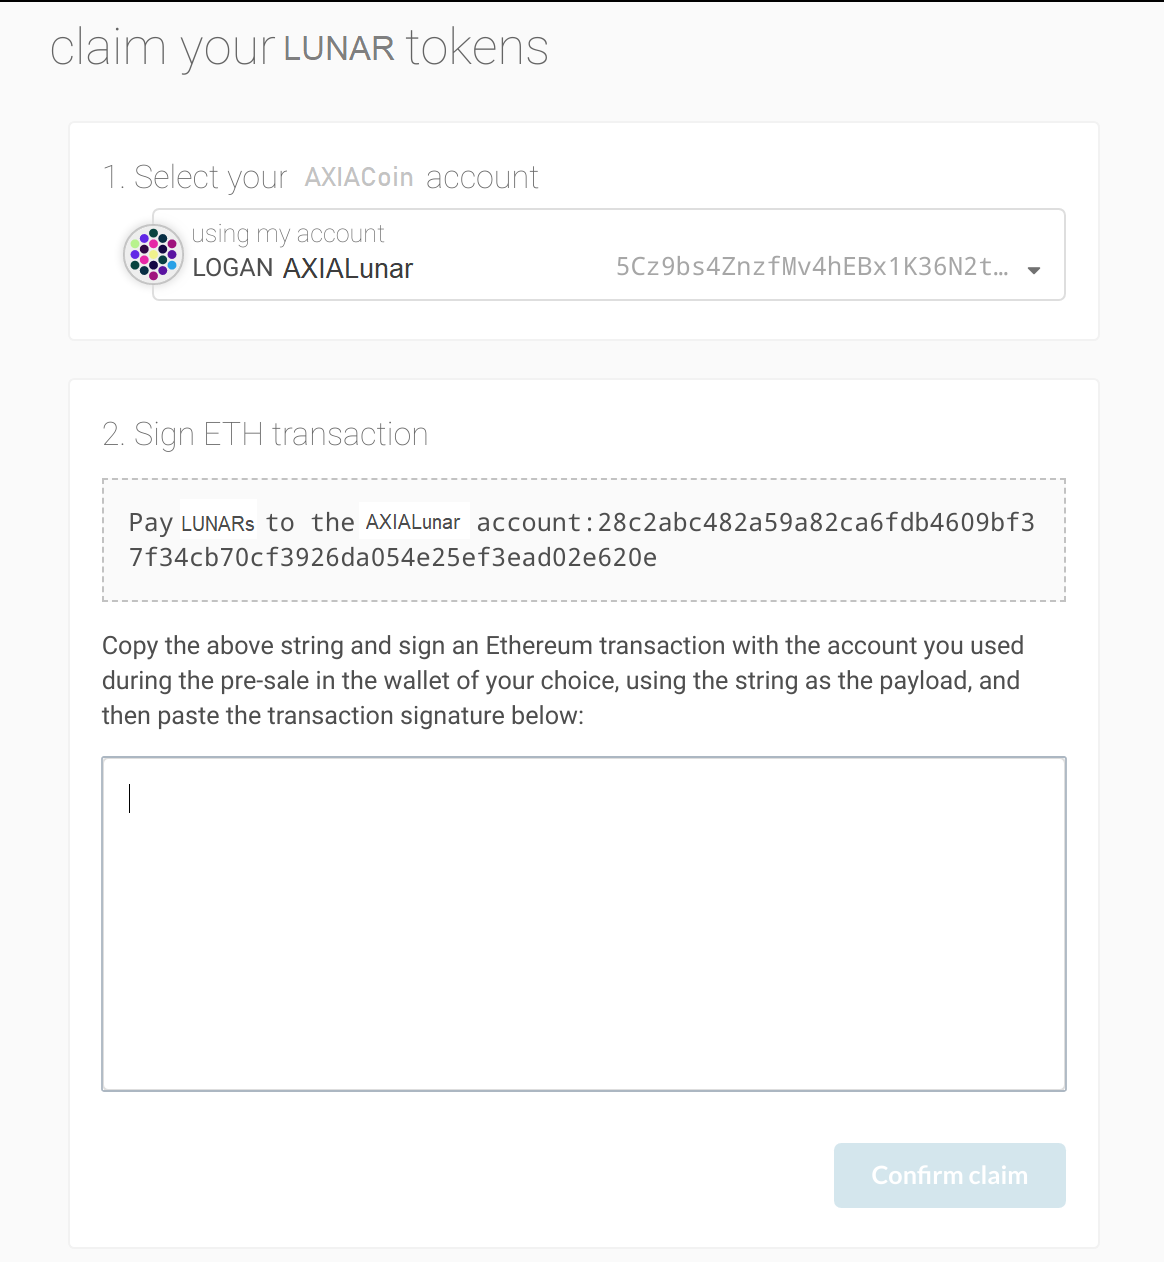 claim your LUNAR tokens
1. Select your AXIACoin account
using my account
LOGAN AXIALunar 5Cz9bs4ZnzfMv4hEBx1K36N2t…
2. Sign ETH transaction
Pay LUNARs to the AXIALunar account:28c2abc482a59a82ca6fdb4609bf3
7f34cb70cf3926da054e25ef3ead02e620e
Copy the above string and sign an Ethereum transaction with the account you used
during the pre-sale in the wallet of your choice, using the string as the payload, and
then paste the transaction signature below:
Confirm claim